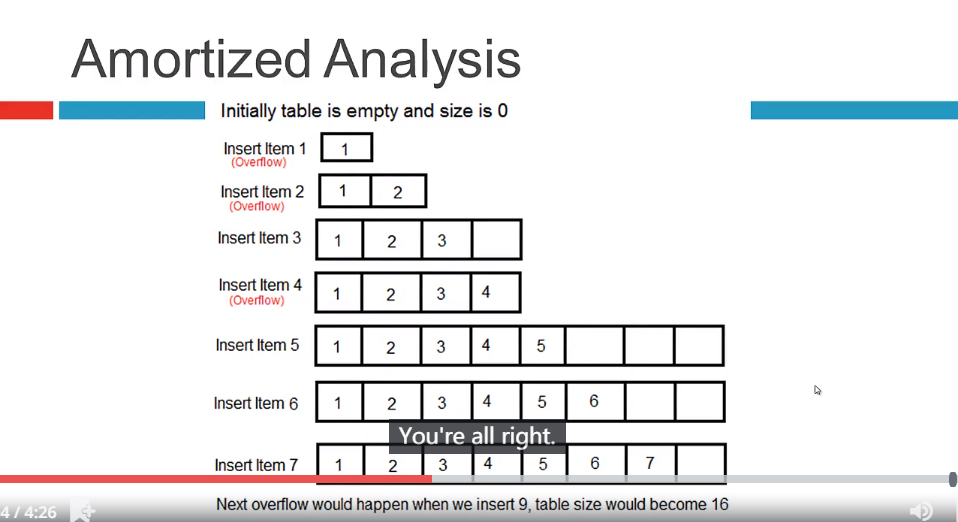 Amortized Analysis
Initially table is empty and size is 0
Insert Item 1 1
(Overflow)
Insert Item 2 1 2
(Overflow)
Insert Item 3 1 2 3
Insert Item 4 1 2 3 4
(Overflow)
Insert Item 5 1 2 3 4 5
Insert Item 6 1 2 3 4 5 6
You're all right.
Insert Item 7 1 2 3 4 5 6 7
Next overflow would happen when we insert 9, table size would become 16
4 / 4:26